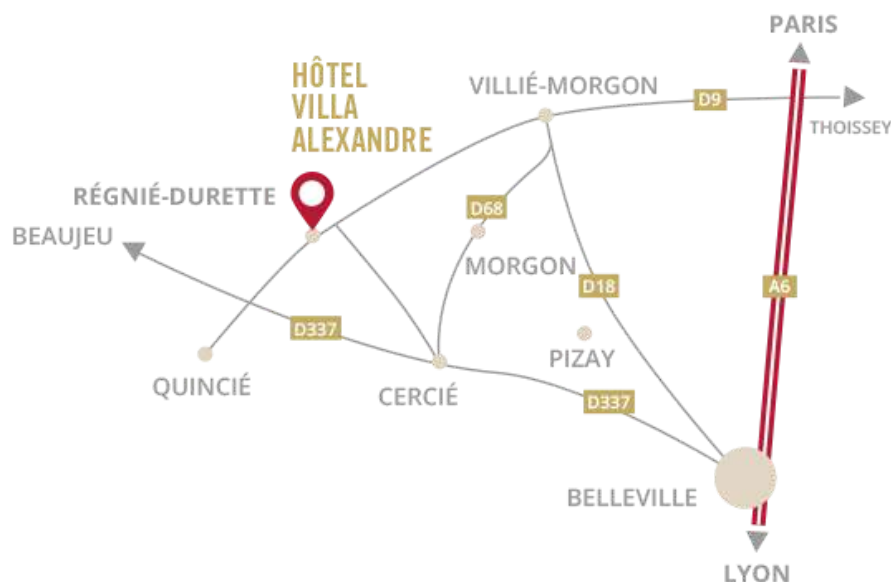 PARIS
HÔTEL
VILLA
ALEXANDRE
VILLIÉ-MORGON
D9
THOISSEY
RÉGNIÉ-DURETTE
D68
BEAUJEU
MORGON
D18
A6
D337
PIZAY
QUINCIÉ
CERCIÉ
D337
BELLEVILLE
LYON